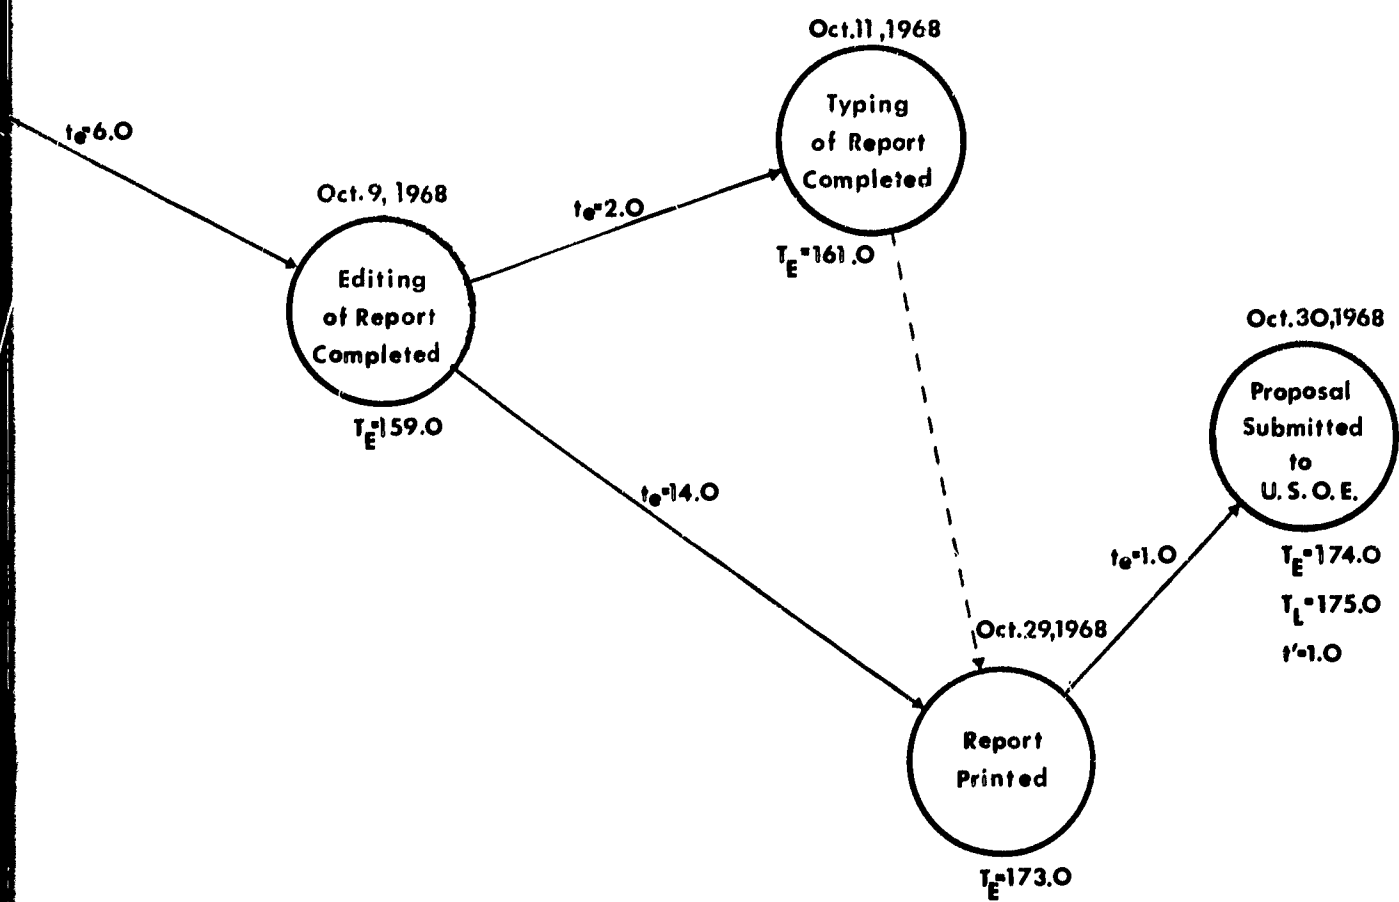 Oct.11,1968
Typing
of Report
Completed
te=6.0
Oct.9, 1968
te=2.0
TE=161.0
Editing
of Report
Completed
TE=159.0
Oct.30,1968
Proposal
Submitted
to
U.S.O.E.
te=14.0
te=1.0
TE=174.0
TL=175.0
t'=1.0
Oct.29,1968
Report
Printed
TE=173.0